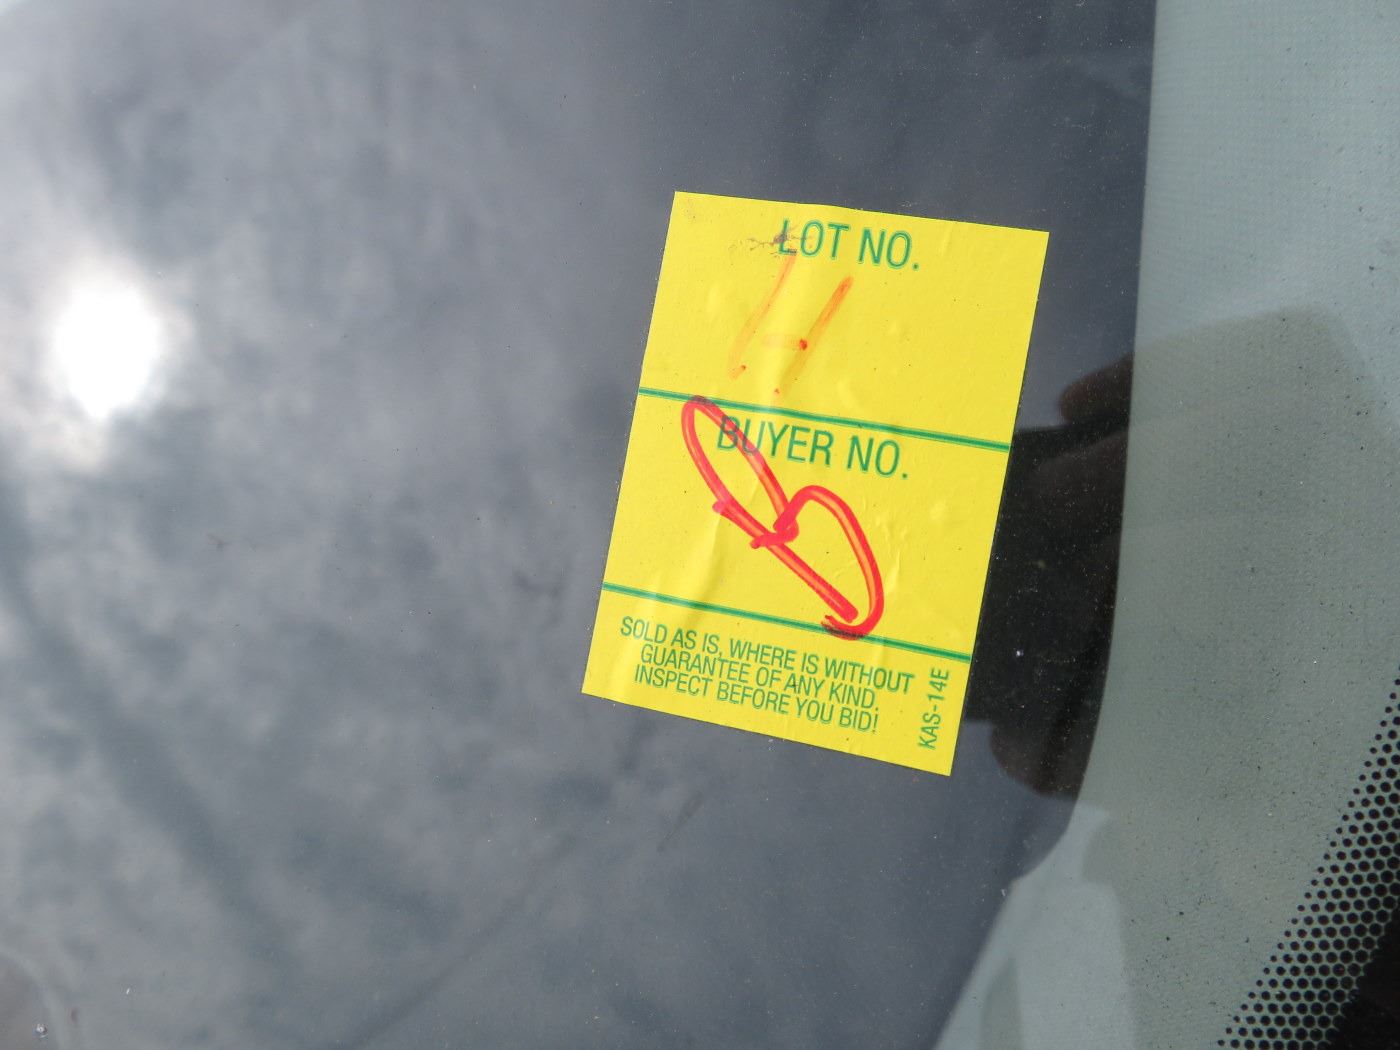 LOT NO.
BUYER NO.
SOLD AS IS, WHERE IS WITHOUT
GUARANTEE OF ANY KIND.
INSPECT BEFORE YOU BID!
KAS-14E